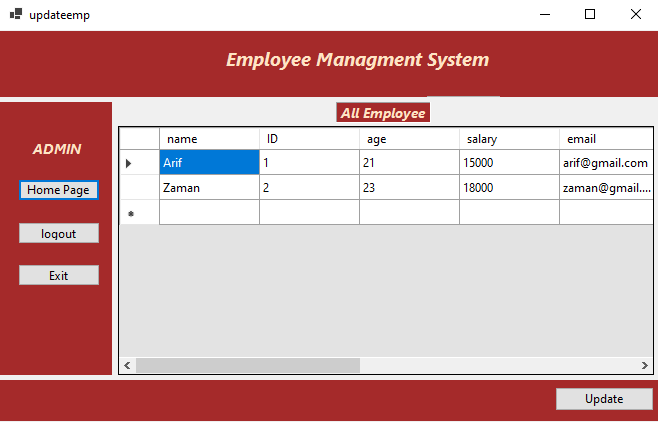 updateemp
Employee Managment System
All Employee
ADMIN
Home Page
logout
Exit
name ID age salary email
Arif 1 21 15000 arif@gmail.com
Zaman 2 23 18000 zaman@gmail....
Update